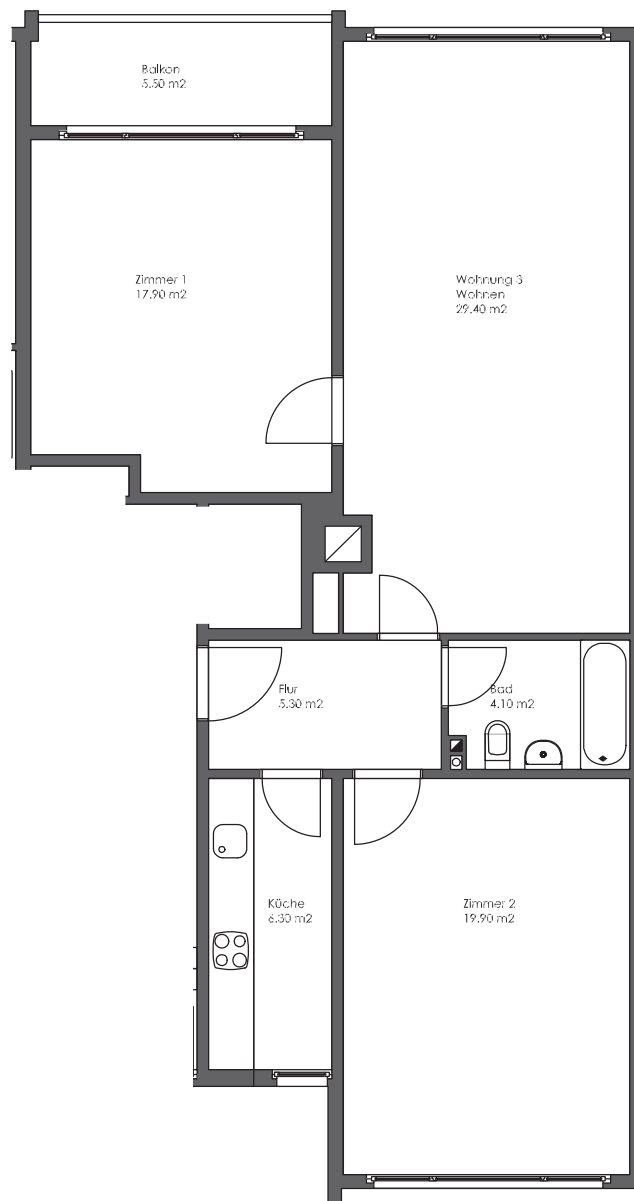 Balkon
5.50 m2
Zimmer 1
17.90 m2
Wohnung 3
Wohnen
29.40 m2
Flur
5.30 m2
Bad
4.10 m2
Küche
6.30 m2
Zimmer 2
19.90 m2